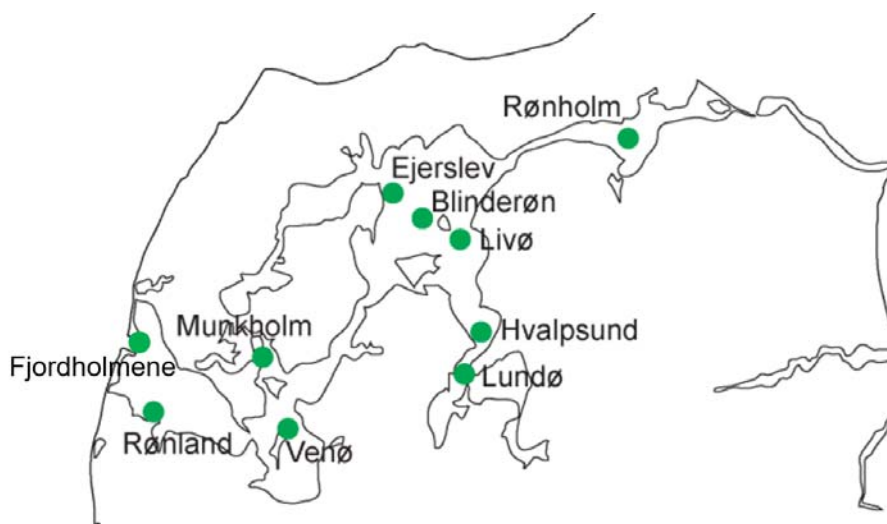 Rønholm
Ejerslev
Blinderøn
Livø
Munkholm
Hvalpsund
Fjordholmene
Lundø
Rønland
Venø